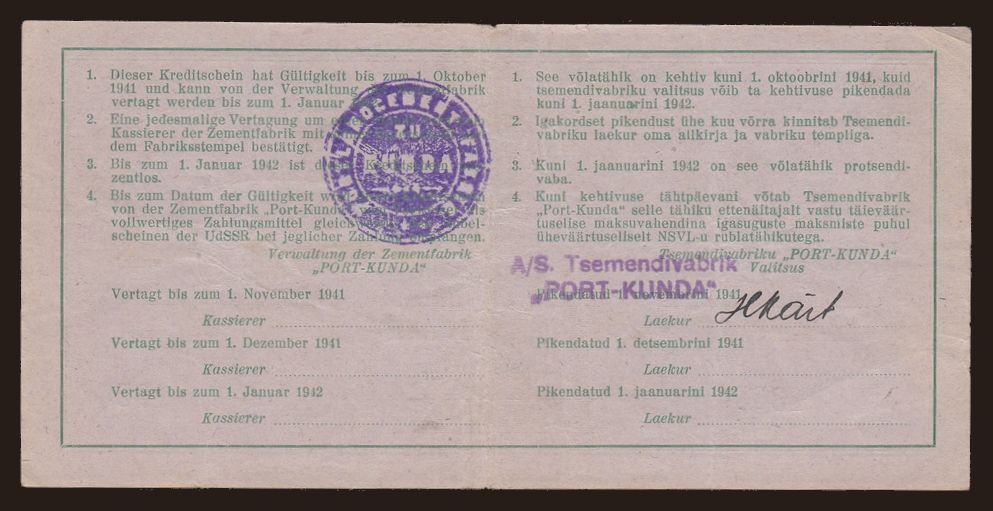 1. Dieser Kreditschein hat Gültigkeit bis zum 1. Oktober
1941 und kann von der Verwaltung
vertagt werden bis zum 1. Januar
2. Eine jedesmalige Vertagung um
Kassierer der Zementfabrik mit
dem Fabriksstempel bestätigt.
3. Bis zum 1. Januar 1942 ist
zentlos.
4. Bis zum Datum der Gültigkeit
von der Zementfabrik „Port-Kunda
vollwertiges Zahlungsmittel
scheinen der UdSSR bei jeglicher Zahlung empfangen.
Verwaltung der Zementfabrik
„PORT-KUNDA“
Vertagt bis zum 1. November 1941
Kassierer
Vertagt bis zum 1. Dezember 1941
Kassierer
Vertagt bis zum 1. Januar 1942
Kassierer
ZU
1. See võlatähik on kehtiv kuni 1. oktoobrini 1941, kuid
tsemendivabriku valitsus võib ta kehtivuse pikendada
kuni 1. jaanuarini 1942.
2. Igakordset pikendust ühe kuu võrra kinnitab Tsemendi-
vabriku laekur oma allkirja ja vabriku templiga.
3. Kuni 1. jaanuarini 1942 on see võlatähik protsendi-
vaba.
4. Kuni kehtivuse tähtpäevani võtab Tsemendivabrik
„Port-Kunda“ selle tähiku ettenäitajalt vastu täieväär-
tuselise maksuvahendina igasuguste maksmiste puhul
üheväärtuseliselt NSVL-u rublatähikutega.
Tsemendivabriku „PORT-KUNDA“
Valitsus
A/S. Tsemendivabrik
„PORT-KUNDA“
Pikendatud 1. novembrini 1941
Laekur
Pikendatud 1. detsembrini 1941
Laekur
Pikendatud 1. jaanuarini 1942
Laekur